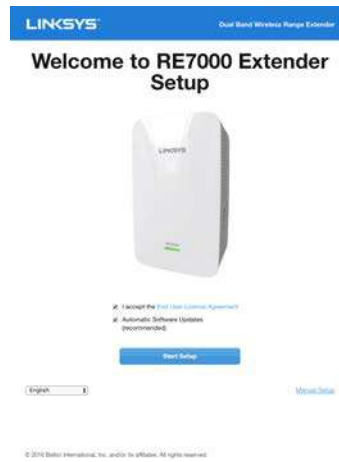 LINKSYS
Dual Band Wireless Range Extender
Welcome to RE7000 Extender
Setup
LINKSYS
I accept the End User License Agreement
Automatic Software Updates
(recommended)
Start Setup
English
Manual Setup
© 2016 Belkin International, Inc. and/or its affiliates. All rights reserved.